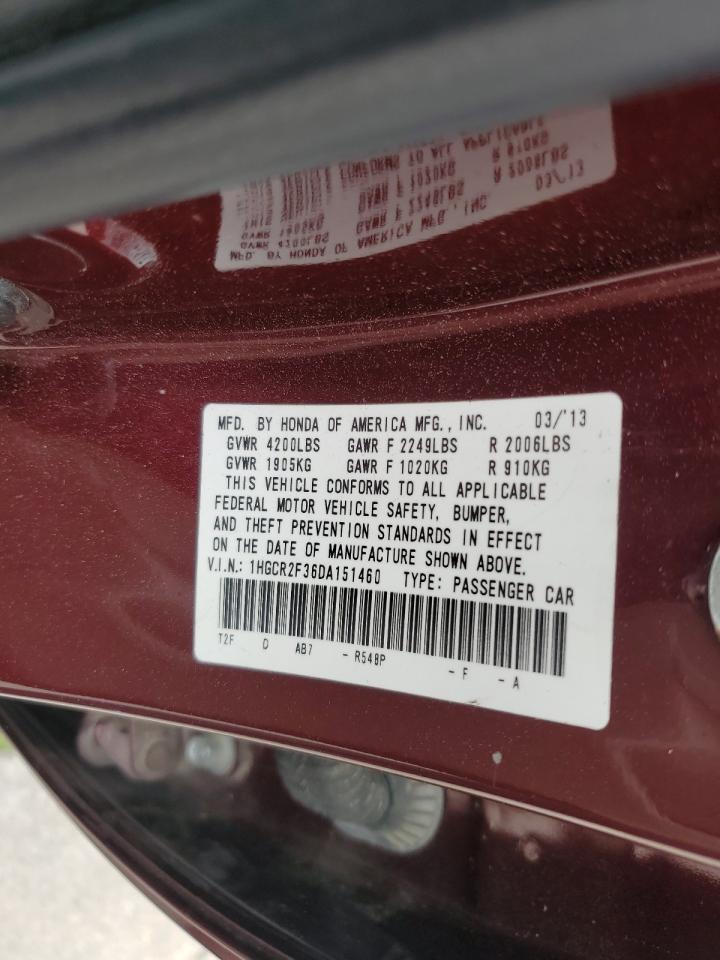 MFD. BY HONDA OF AMERICA MFG., INC. 03/'13
GVWR 4200LBS GAWR F 2249LBS R 2006LBS
GVWR 1905KG GAWR F 1020KG R 910KG
THIS VEHICLE CONFORMS TO ALL APPLICABLE
FEDERAL MOTOR VEHICLE SAFETY, BUMPER,
AND THEFT PREVENTION STANDARDS IN EFFECT
ON THE DATE OF MANUFACTURE SHOWN ABOVE.
V.I.N.: 1HGCR2F36DA151460 TYPE: PASSENGER CAR
T2F D AB7 - R548P - F - A